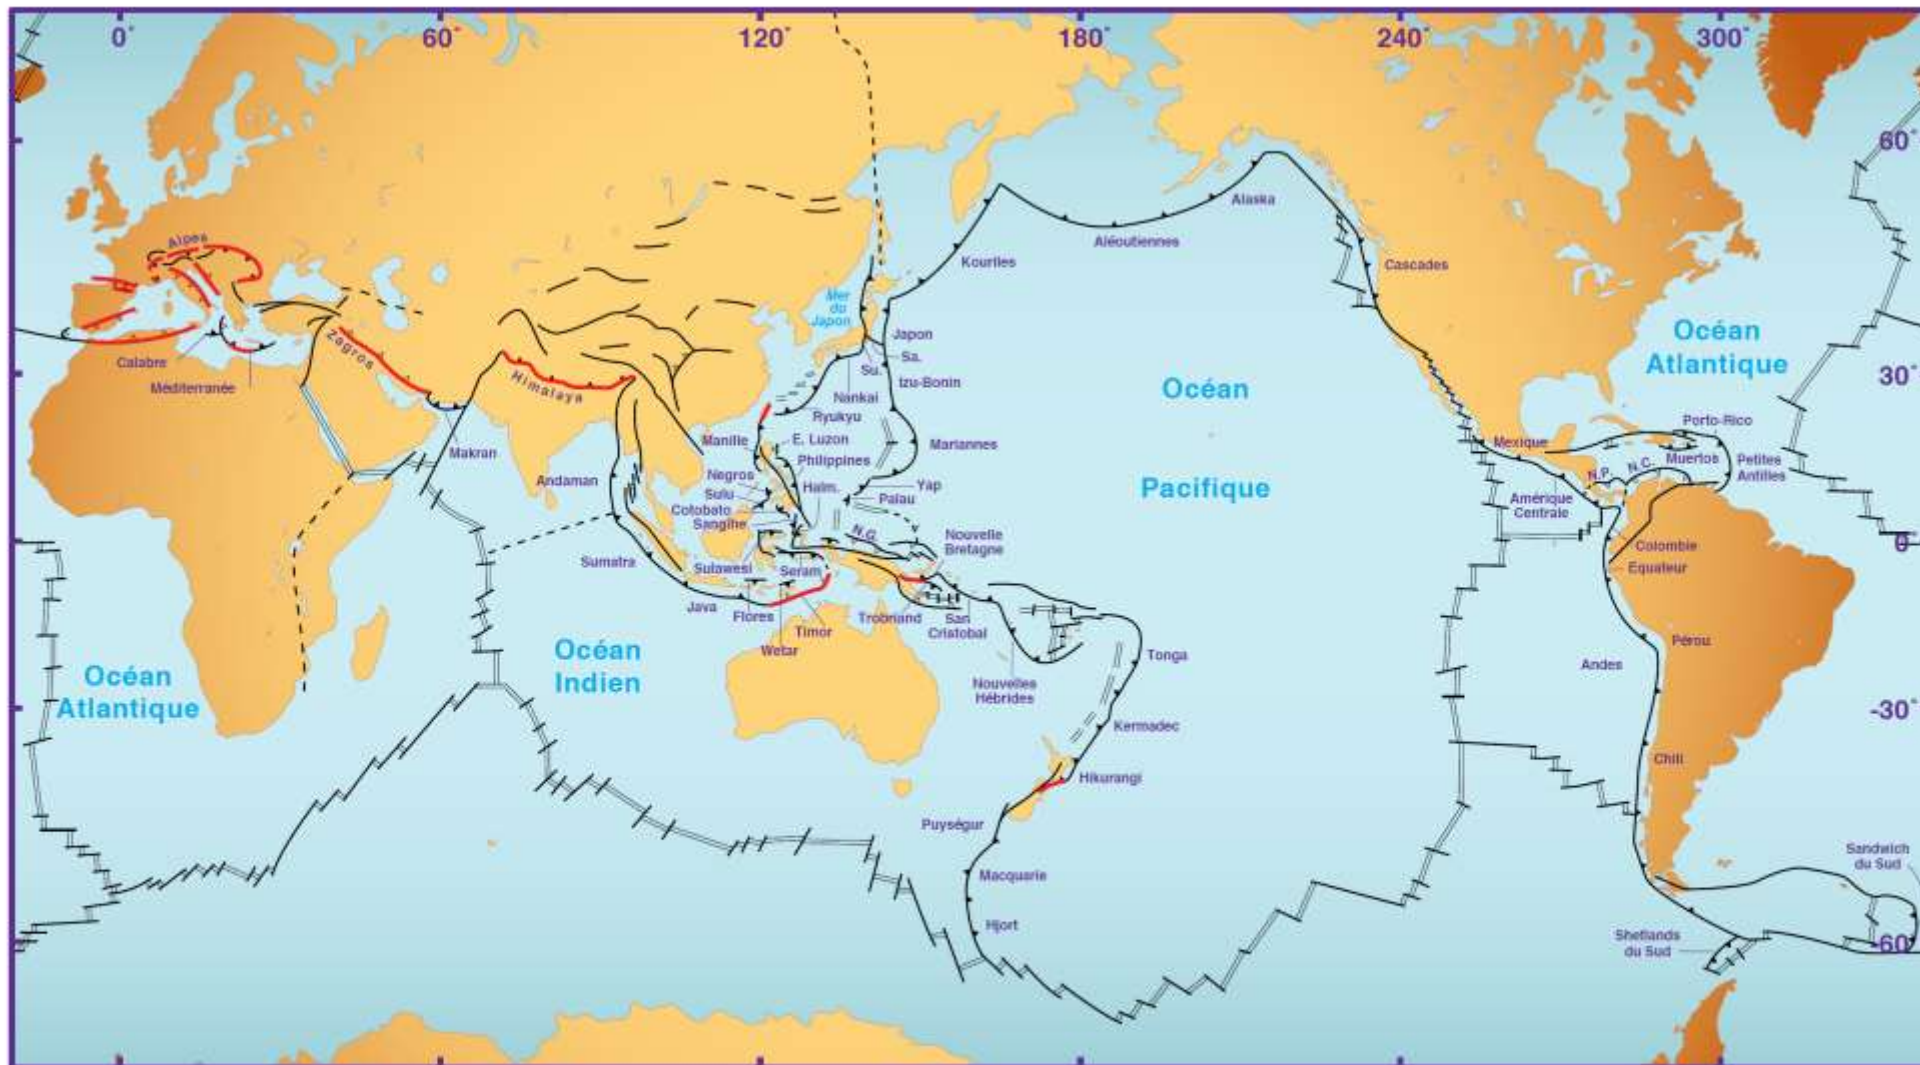 0°
60°
120°
180°
240°
300°
60°
30°
0°
-30°
-60°
Alpes
Calabre
Méditerranée
Zagros
Makran
Himalaya
Andaman
Sumatra
Java
Flores
Wetar
Timor
Sulawesi
Seram
Manille
Negros
Sulu
Cotobato
Sangihe
E. Luzon
Philippines
Halm.
Mer
du
Japon
Japon
Sa.
Su.
Izu-Bonin
Nankai
Ryukyu
Mariannes
Yap
Palau
N.G.
Nouvelle
Bretagne
Trobriand
San
Cristobal
Nouvelles
Hébrides
Tonga
Kermadec
Hikurangi
Puységur
Macquarie
Hjort
Kouriles
Aléoutiennes
Alaska
Cascades
Océan
Pacifique
Océan
Indien
Océan
Atlantique
Océan
Atlantique
Mexique
Porto-Rico
Muertos
Petites
Antilles
N.P.
N.C.
Amérique
Centrale
Colombie
Equateur
Pérou
Andes
Chili
Sandwich
du Sud
Shetlands
du Sud